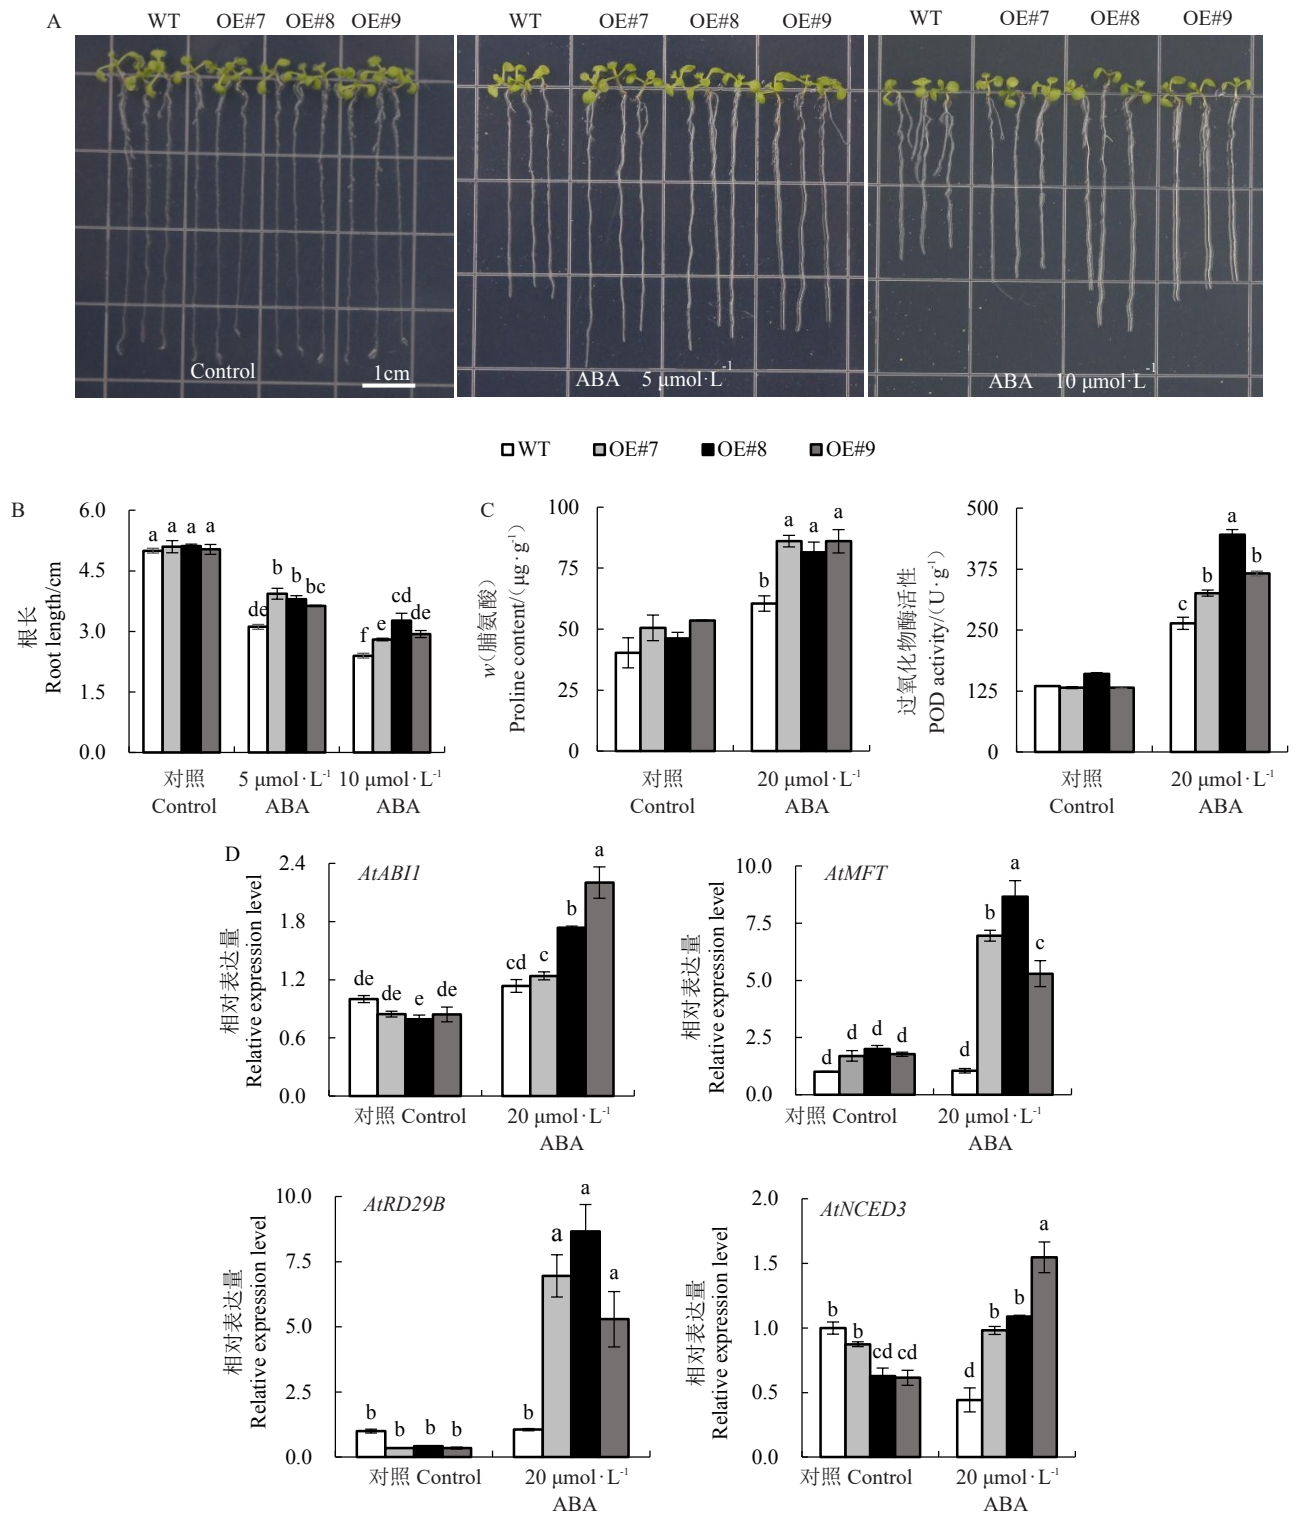 A
WT OE#7 OE#8 OE#9
WT OE#7 OE#8 OE#9
WT OE#7 OE#8 OE#9
Control
1cm
ABA 5 μmol·L-1
ABA 10 μmol·L-1
WT OE#7 OE#8 OE#9
B
根长
Root length/cm
6.0
4.5
3.0
1.5
0.0
a a a a
de b b bc
f e cd de
对照
Control
5 μmol·L-1
ABA
10 μmol·L-1
ABA
C
w(脯氨酸)
Proline content/(μg·g-1)
100
75
50
25
0
b a a a
对照
Control
20 μmol·L-1
ABA
过氧化物酶活性
POD activity/(U·g-1)
500
375
250
125
0
c b a b
对照
Control
20 μmol·L-1
ABA
D
相对表达量
Relative expression level
2.4
1.8
1.2
0.6
0.0
AtABI1
de de e de
cd c b a
对照 Control
20 μmol·L-1
ABA
相对表达量
Relative expression level
10.0
7.5
5.0
2.5
0.0
AtMFT
d d d d
d b a c
对照 Control
20 μmol·L-1
ABA
相对表达量
Relative expression level
10.0
7.5
5.0
2.5
0.0
AtRD29B
b b b b
b a a a
对照 Control
20 μmol·L-1
ABA
相对表达量
Relative expression level
2.0
1.5
1.0
0.5
0.0
AtNCED3
b b cd cd
d b b a
对照 Control
20 μmol·L-1
ABA